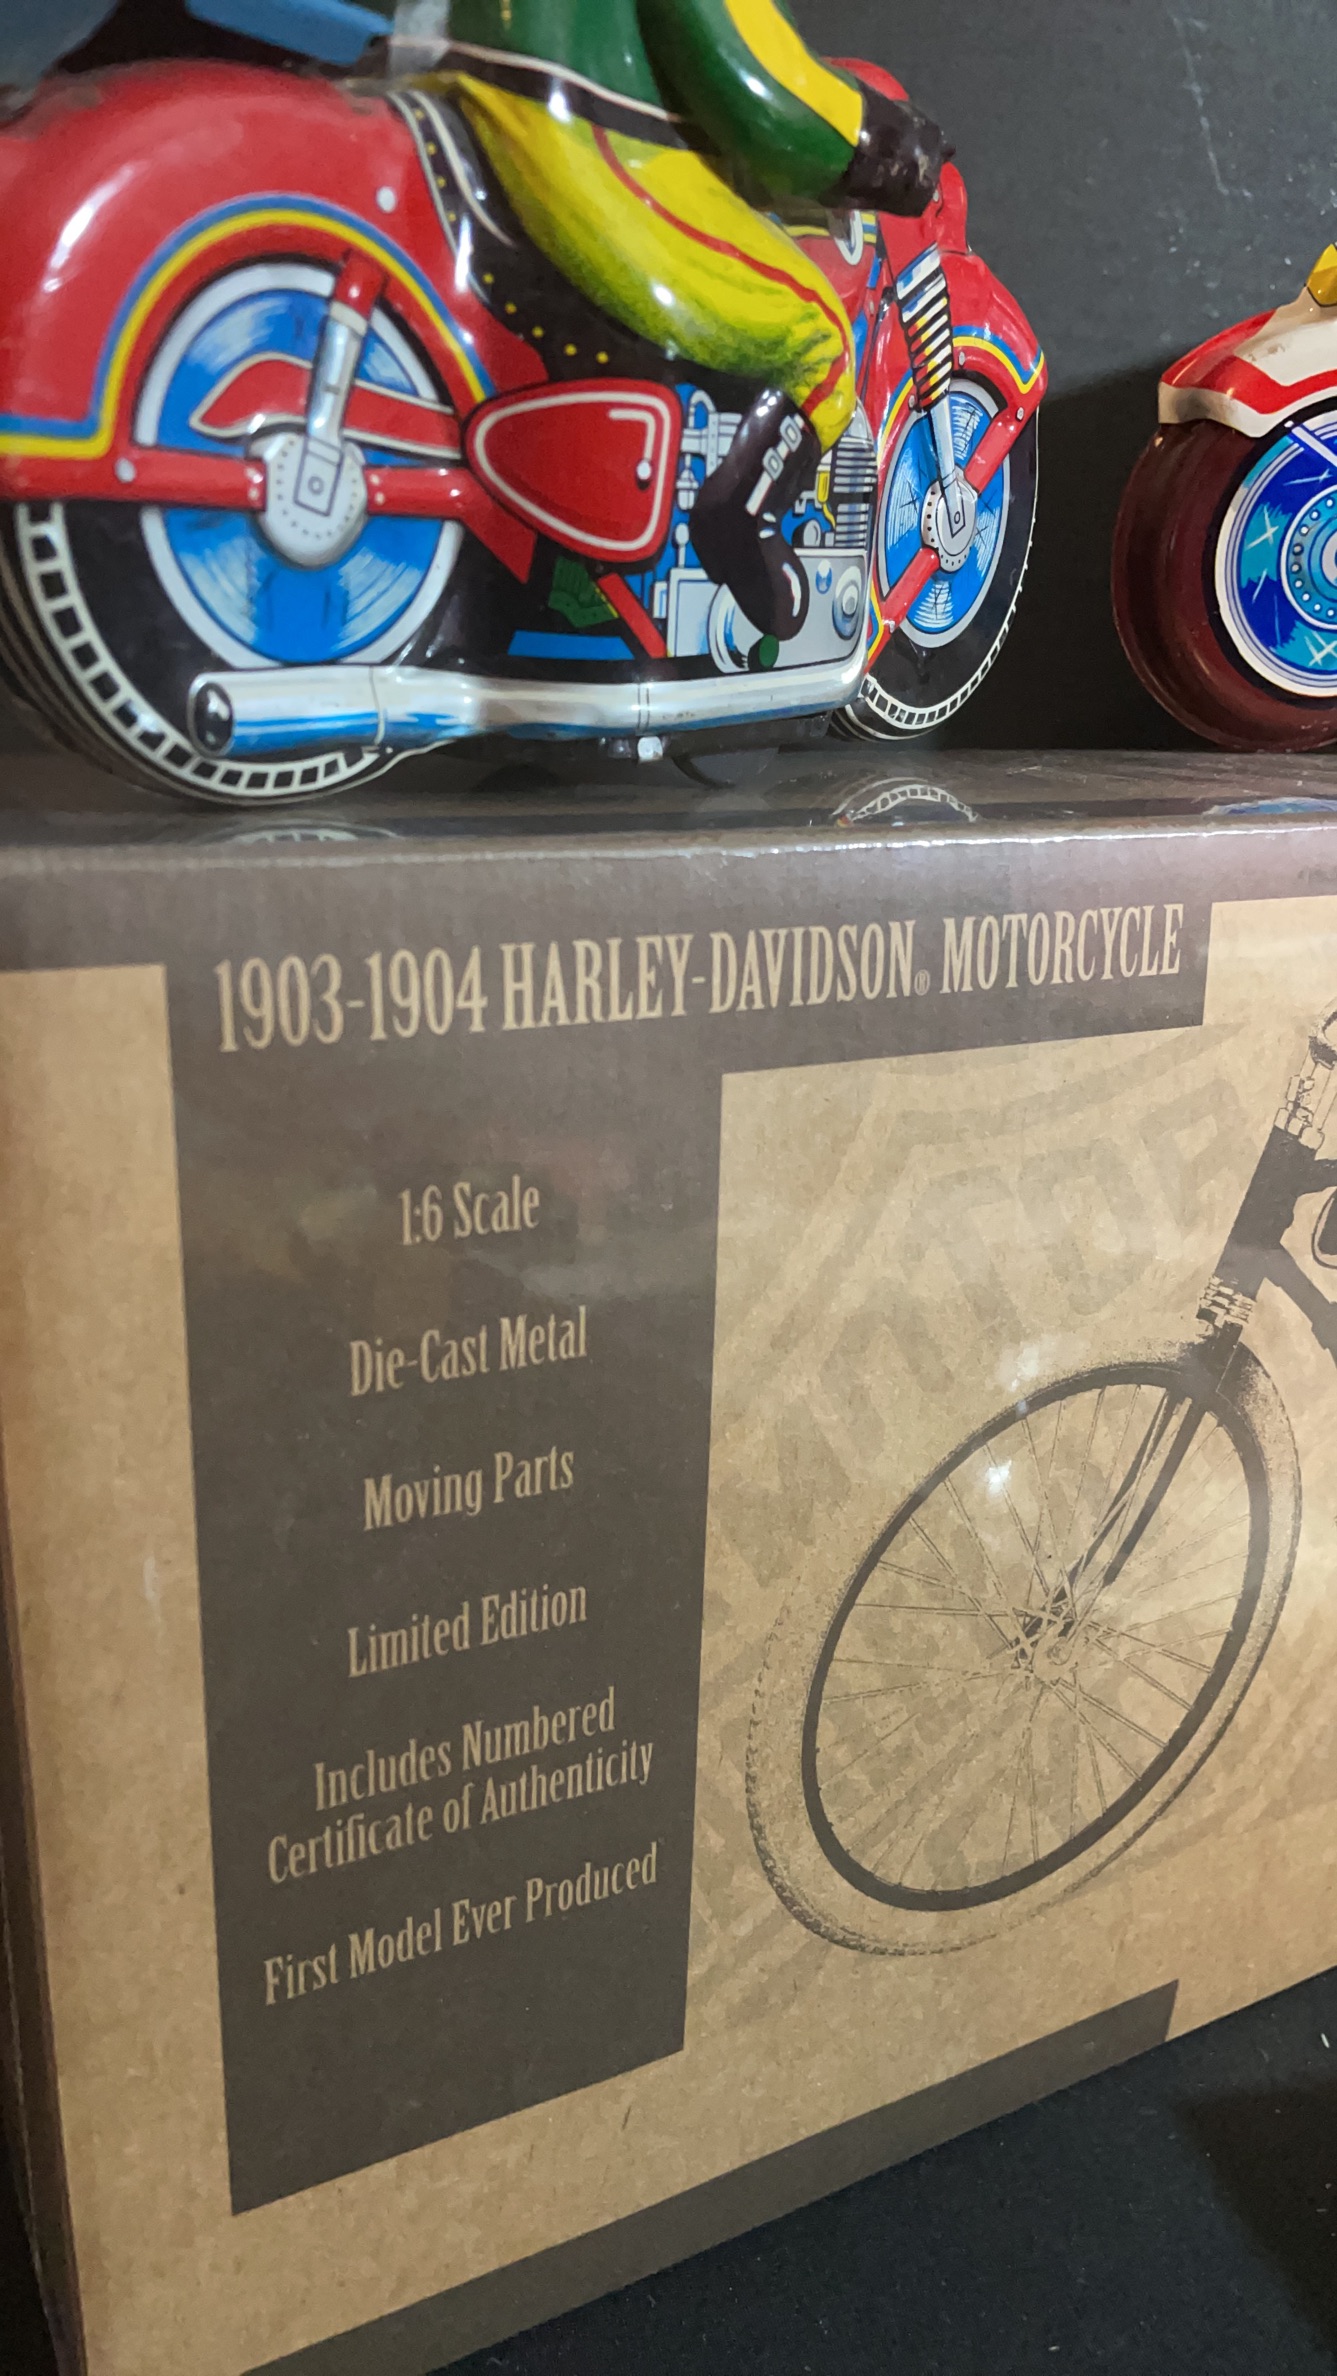 1903-1904 HARLEY-DAVIDSON® MOTORCYCLE
1:6 Scale
Die-Cast Metal
Moving Parts
Limited Edition
Includes Numbered
Certificate of Authenticity
First Model Ever Produced